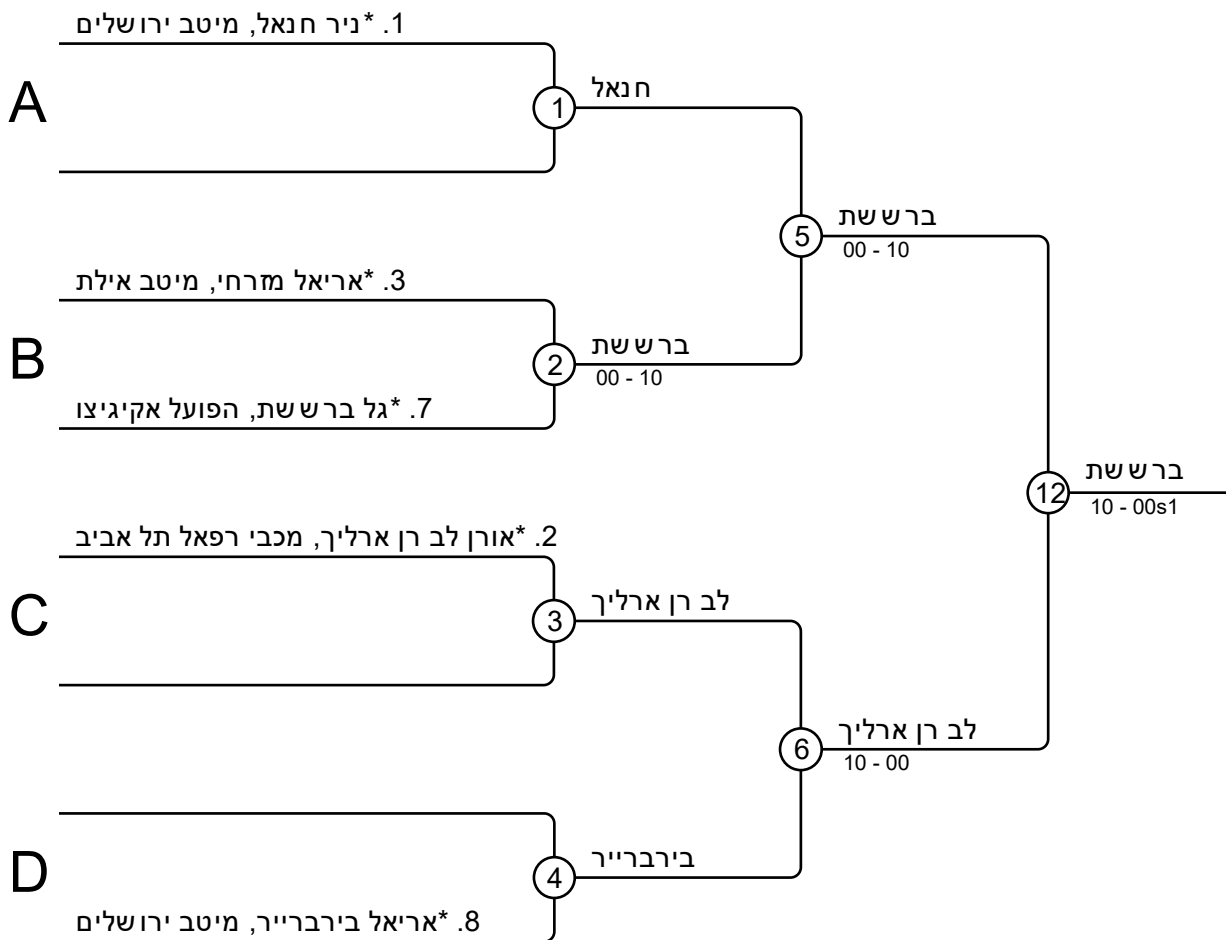 1. *ניר חנאל, מיטב ירושלים
A
1
חנאל
5
ברששת
00 - 10
3. *אריאל מזרחי, מיטב אילת
B
2
ברששת
00 - 10
7. *גל ברששת, הפועל אקיגיצו
12
ברששת
10 - 00s1
2. *אורן לב רן ארליך, מכבי רפאל תל אביב
C
3
לב רן ארליך
6
לב רן ארליך
10 - 00
D
4
בירברייר
8. *אריאל בירברייר, מיטב ירושלים